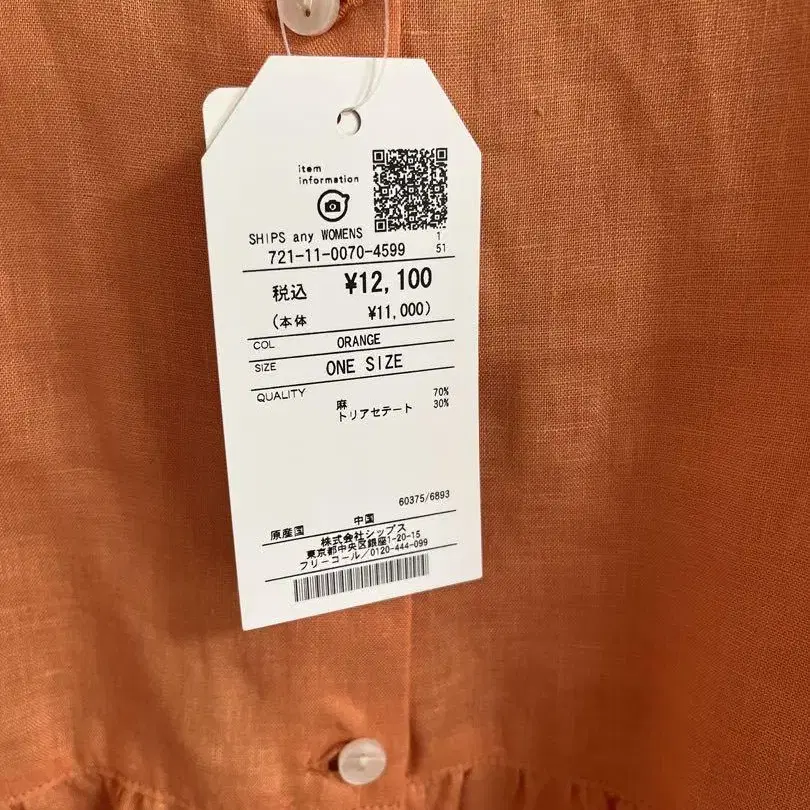 item
information
SHIPS any WOMENS 1
721-11-0070-4599 51
税込 ¥12,100
(本体 ¥11,000)
COL ORANGE
SIZE ONE SIZE
QUALITY
麻 70%
トリアセテート 30%
60375/6893
原産国 中国
株式会社シップス
東京都中央区銀座1-20-15
フリーコール/0120-444-099